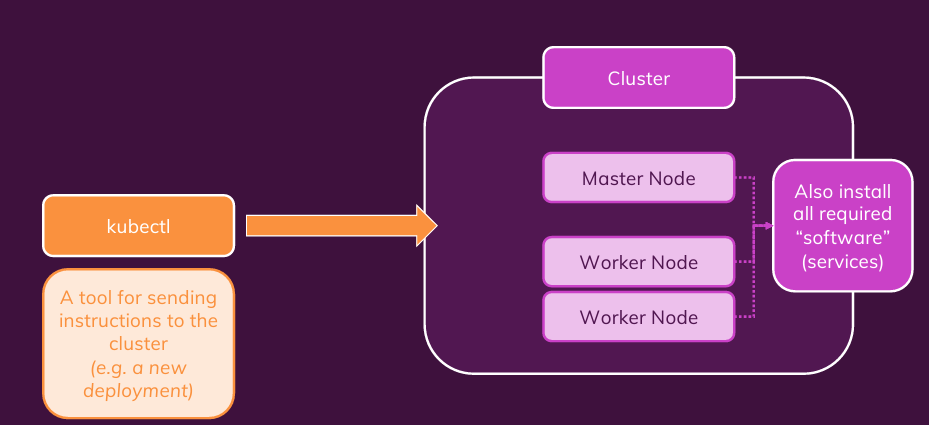 Cluster
Master Node
Also install
all required
“software”
(services)
kubectl
Worker Node
Worker Node
A tool for sending
instructions to the
cluster
(e.g. a new
deployment)